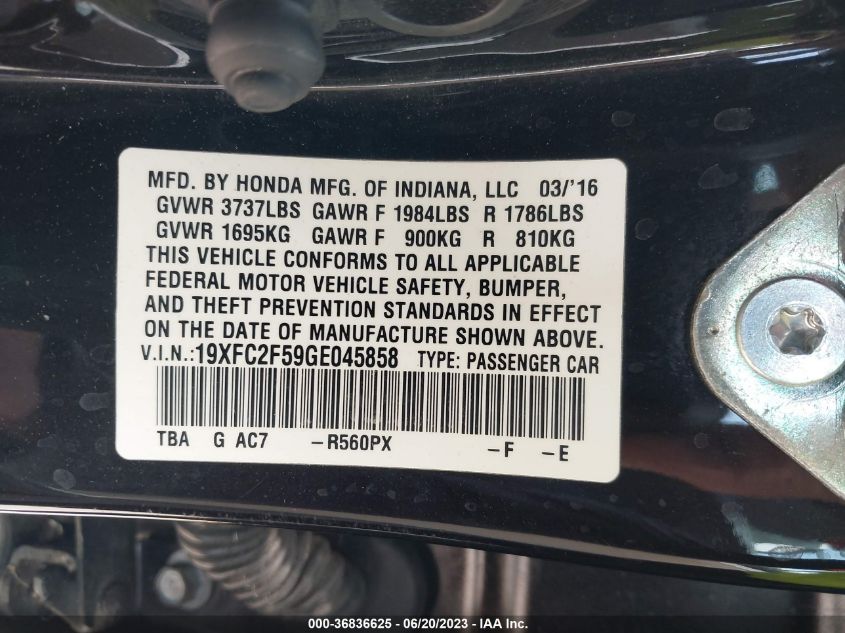 MFD. BY HONDA MFG. OF INDIANA, LLC 03/'16
GVWR 3737LBS GAWR F 1984LBS R 1786LBS
GVWR 1695KG GAWR F 900KG R 810KG
THIS VEHICLE CONFORMS TO ALL APPLICABLE
FEDERAL MOTOR VEHICLE SAFETY, BUMPER,
AND THEFT PREVENTION STANDARDS IN EFFECT
ON THE DATE OF MANUFACTURE SHOWN ABOVE.
V.I.N.:19XFC2F59GE045858 TYPE: PASSENGER CAR
TBA G AC7 -R560PX -F -E
000-36836625 - 06/20/2023 - IAAI.COM